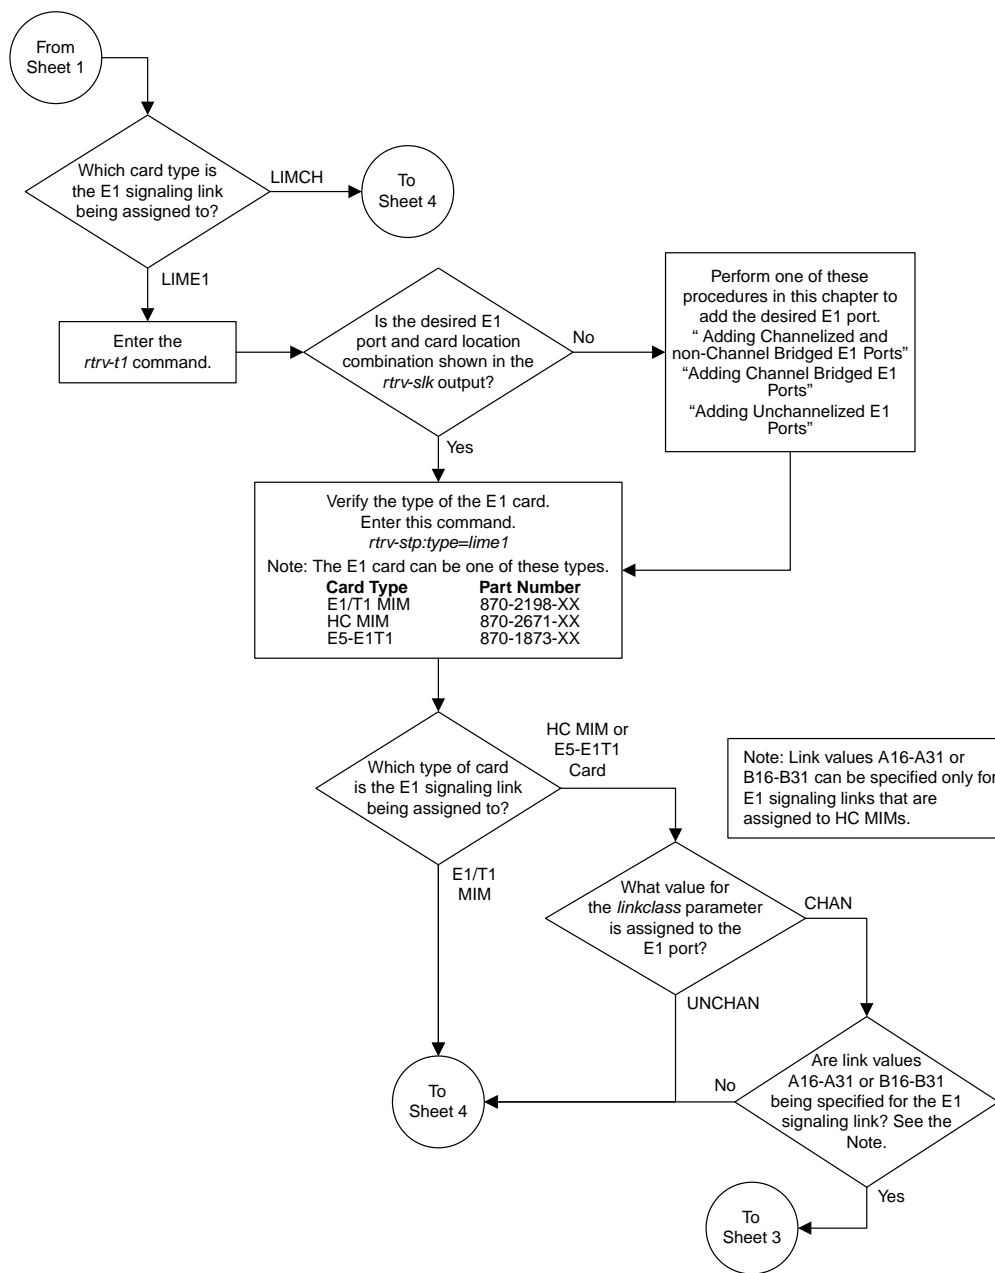 From
Sheet 1
Which card type is
the E1 signaling link
being assigned to?
LIMCH
To
Sheet 4
LIME1
Enter the
rtrv-t1 command.
Is the desired E1
port and card location
combination shown in the
rtrv-slk output?
No
Perform one of these
procedures in this chapter to
add the desired E1 port.
“ Adding Channelized and
non-Channel Bridged E1 Ports”
“Adding Channel Bridged E1
Ports”
“Adding Unchannelized E1
Ports”
Yes
Verify the type of the E1 card.
Enter this command.
rtrv-stp:type=lime1
Note: The E1 card can be one of these types.
Card Type Part Number
E1/T1 MIM 870-2198-XX
HC MIM 870-2671-XX
E5-E1T1 870-1873-XX
Which type of card
is the E1 signaling link
being assigned to?
HC MIM or
E5-E1T1
Card
Note: Link values A16-A31 or
B16-B31 can be specified only for
E1 signaling links that are
assigned to HC MIMs.
E1/T1
MIM
What value for
the linkclass parameter
is assigned to the
E1 port?
CHAN
UNCHAN
Are link values
A16-A31 or B16-B31
being specified for the E1
signaling link? See the
Note.
No
To
Sheet 4
Yes
To
Sheet 3